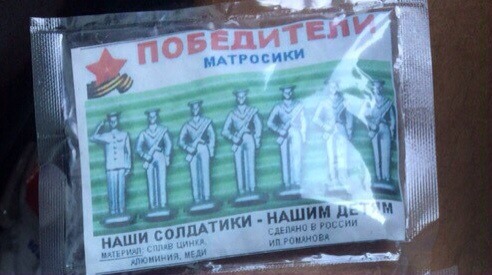 ПОБЕДИТЕЛИ
МАТРОСИКИ
НАШИ СОЛДАТИКИ - НАШИМ ДЕТЯМ
МАТЕРИАЛ: СПЛАВ ЦИНКА,
АЛЮМИНИЯ, МЕДИ
СДЕЛАНО В РОССИИ
ИП РОМАНОВА